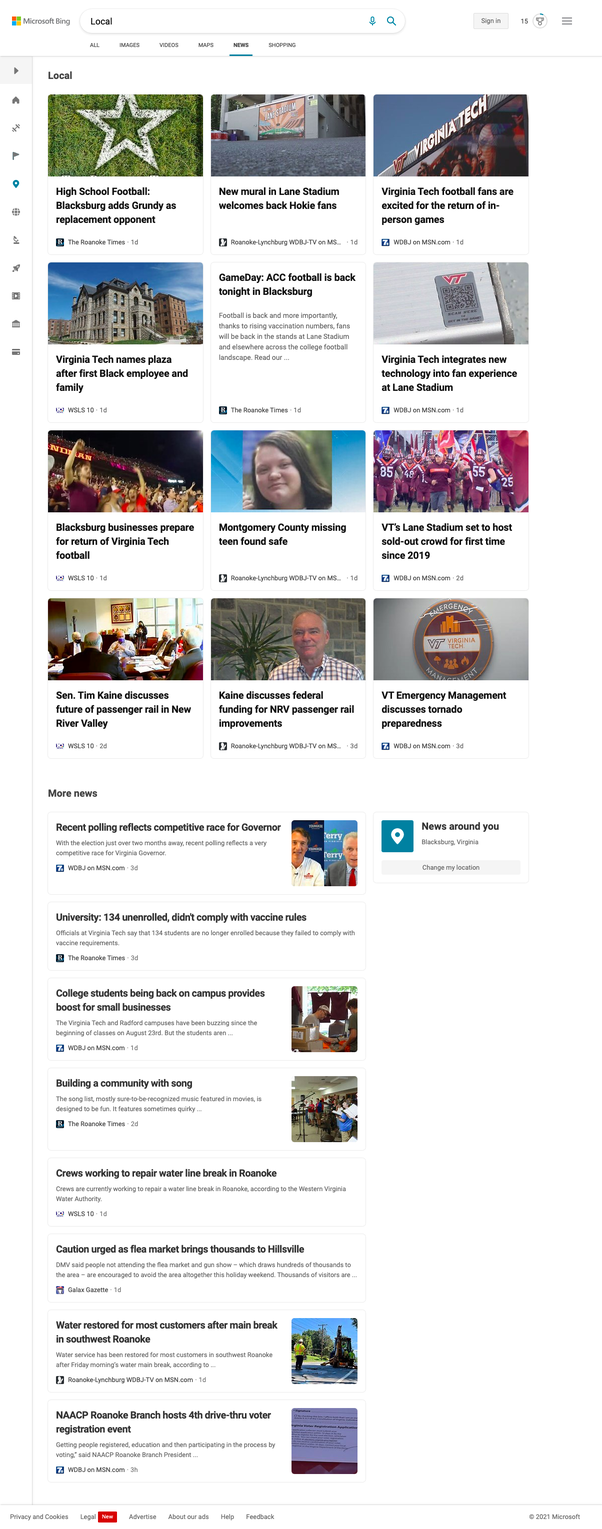 Microsoft Bing
Local
Sign in
15
ALL
IMAGES
VIDEOS
MAPS
NEWS
SHOPPING
Local
High School Football:
Blacksburg adds Grundy as
replacement opponent
The Roanoke Times · 1d
New mural in Lane Stadium
welcomes back Hokie fans
Roanoke-Lynchburg WDBJ-TV on MS... · 1d
VIRGINIA TECH
Virginia Tech football fans are
excited for the return of in-
person games
WDBJ on MSN.com · 1d
Virginia Tech names plaza
after first Black employee and
family
WSLS 10 · 1d
GameDay: ACC football is back
tonight in Blacksburg
Football is back and more importantly,
thanks to rising vaccination numbers, fans
will be back in the stands at Lane Stadium
and elsewhere across the college football
landscape. Read our ...
The Roanoke Times · 1d
VT
Virginia Tech integrates new
technology into fan experience
at Lane Stadium
WDBJ on MSN.com · 1d
Blacksburg businesses prepare
for return of Virginia Tech
football
WSLS 10 · 1d
Montgomery County missing
teen found safe
Roanoke-Lynchburg WDBJ-TV on MS... · 1d
48
55
25
VT's Lane Stadium set to host
sold-out crowd for first time
since 2019
WDBJ on MSN.com · 2d
Sen. Tim Kaine discusses
future of passenger rail in New
River Valley
WSLS 10 · 2d
Kaine discusses federal
funding for NRV passenger rail
improvements
Roanoke-Lynchburg WDBJ-TV on MS... · 3d
EMERGENCY
VT VIRGINIA TECH
MANAGEMENT
VT Emergency Management
discusses tornado
preparedness
WDBJ on MSN.com · 3d
More news
Recent polling reflects competitive race for Governor
With the election just over two months away, recent polling reflects a very
competitive race for Virginia Governor.
WDBJ on MSN.com · 3d
Terry
News around you
Blacksburg, Virginia
Change my location
University: 134 unenrolled, didn't comply with vaccine rules
Officials at Virginia Tech say that 134 students are no longer enrolled because they failed to comply with
vaccine requirements.
The Roanoke Times · 3d
College students being back on campus provides
boost for small businesses
The Virginia Tech and Radford campuses have been buzzing since the
beginning of classes on August 23rd. But the students aren ...
WDBJ on MSN.com · 1d
Building a community with song
The song list, mostly sure-to-be-recognized music featured in movies, is
designed to be fun. It features sometimes quirky ...
The Roanoke Times · 2d
Crews working to repair water line break in Roanoke
Crews are currently working to repair a water line break in Roanoke, according to the Western Virginia
Water Authority.
WSLS 10 · 1d
Caution urged as flea market brings thousands to Hillsville
DMV said people not attending the flea market and gun show – which draws hundreds of thousands to
the area – are encouraged to avoid the area altogether this holiday weekend. Thousands of visitors are ...
Galax Gazette · 1d
Water restored for most customers after main break
in southwest Roanoke
Water service has been restored for most customers in southwest Roanoke
after Friday morning's water main break, according to ...
Roanoke-Lynchburg WDBJ-TV on MSN.com · 1d
NAACP Roanoke Branch hosts 4th drive-thru voter
registration event
Getting people registered, education and then participating in the process by
voting," said NAACP Roanoke Branch President ...
WDBJ on MSN.com · 3h
Privacy and Cookies
Legal
New
Advertise
About our ads
Help
Feedback
© 2021 Microsoft